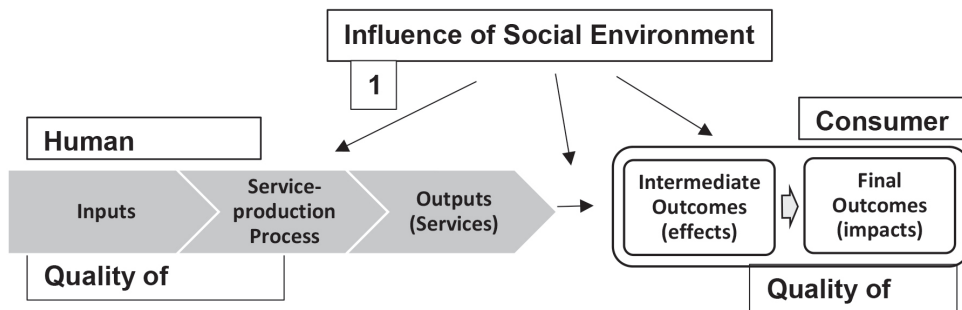 Influence of Social Environment
1
Human
Consumer
Inputs
Service-
production
Process
Outputs
(Services)
Intermediate
Outcomes
(effects)
Final
Outcomes
(impacts)
Quality of
Quality of